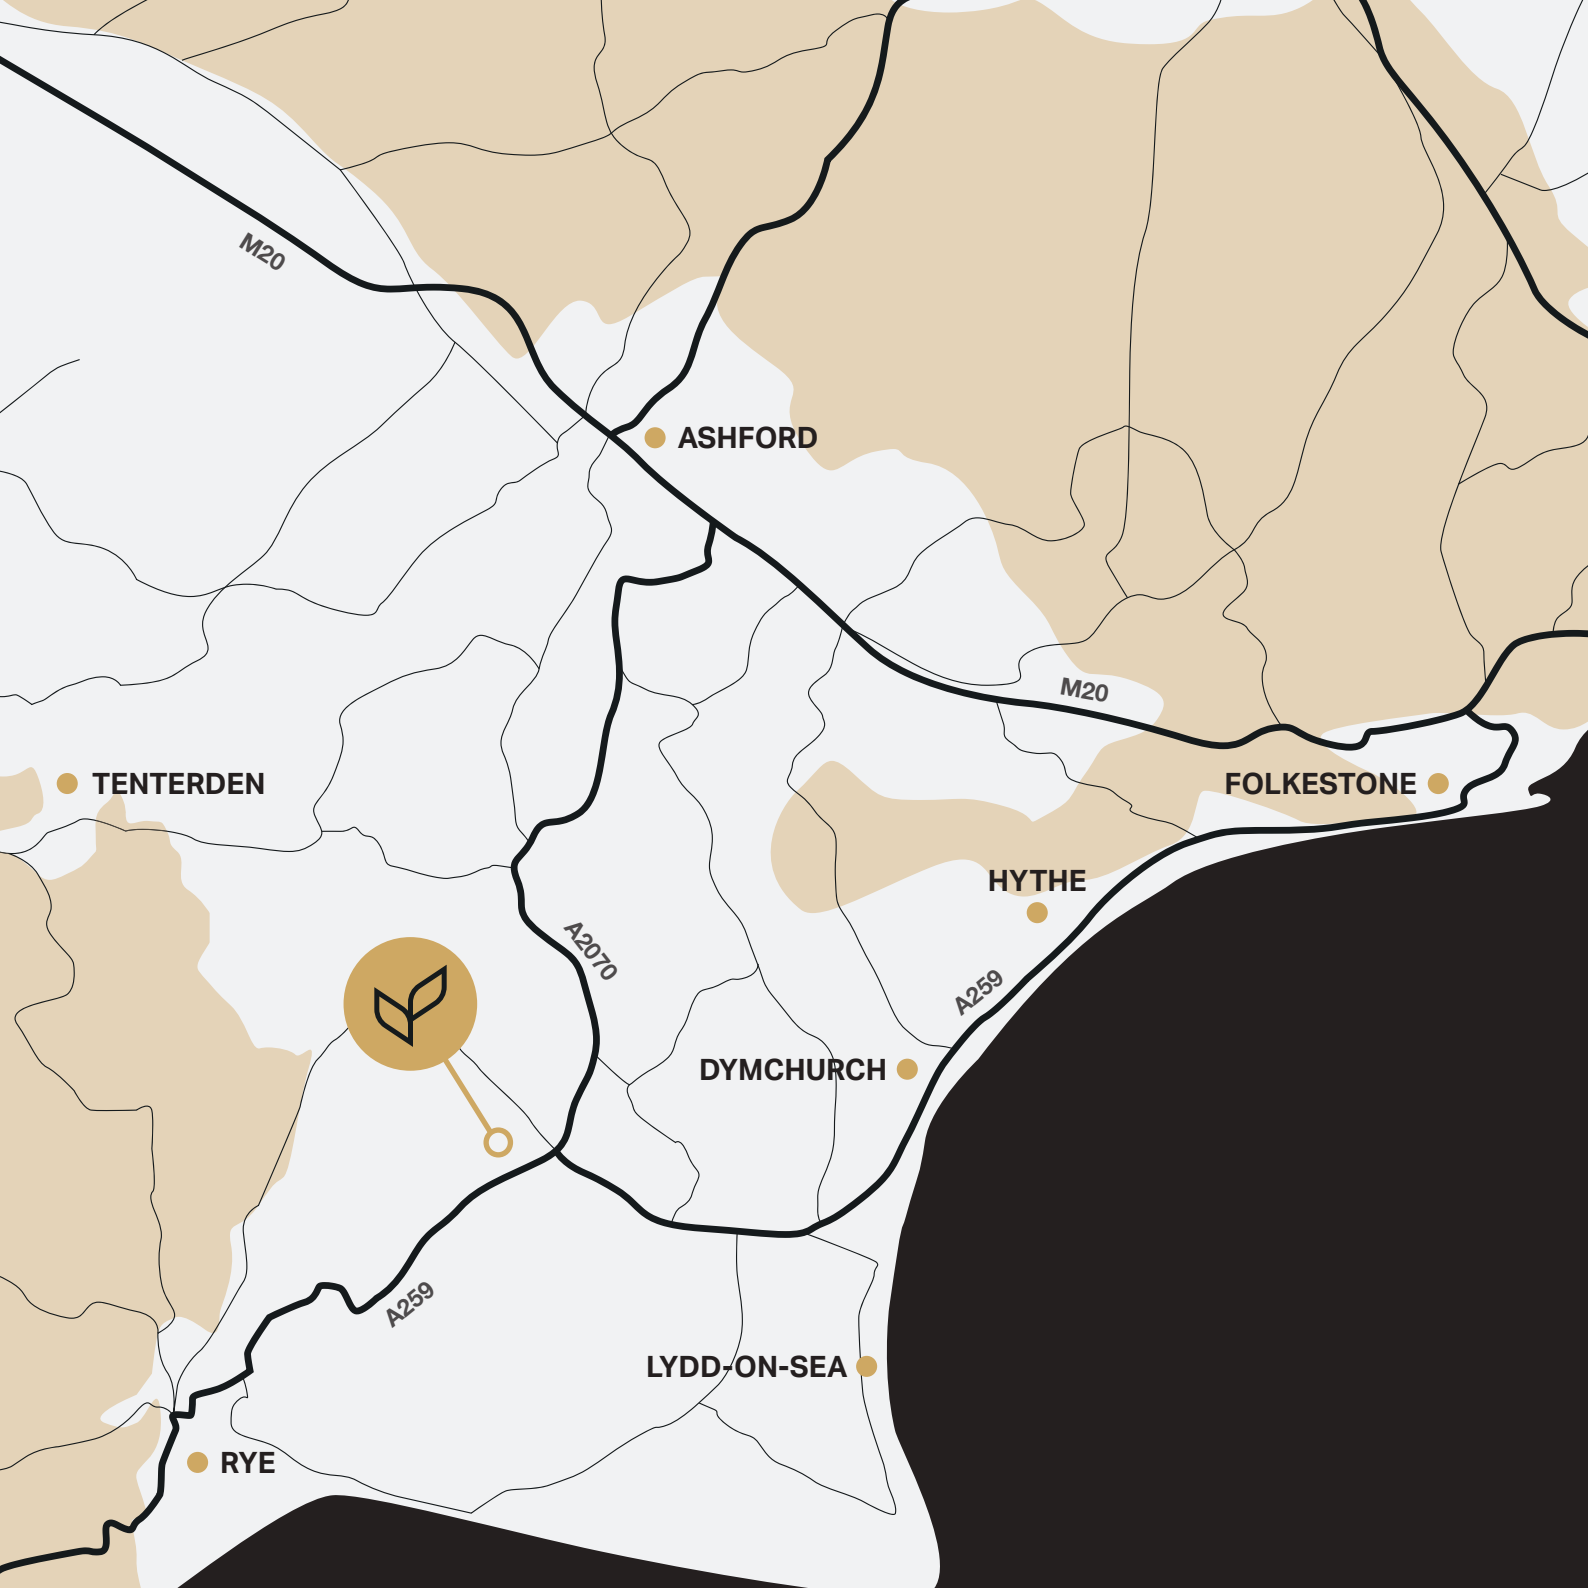 M20
ASHFORD
M20
TENTERDEN
FOLKESTONE
HYTHE
A2070
A259
DYMCHURCH
A259
LYDD-ON-SEA
RYE